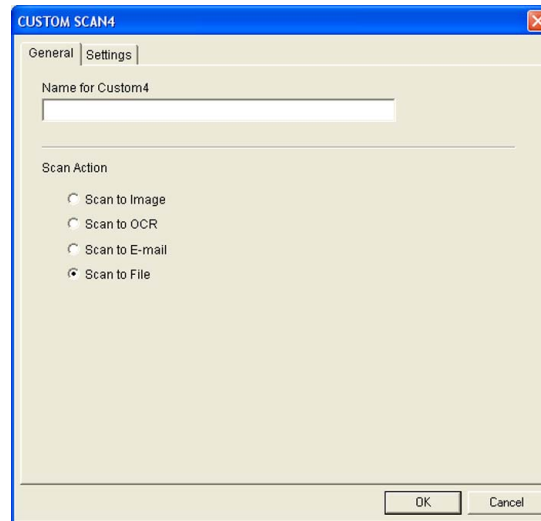 CUSTOM SCAN4
General Settings
Name for Custom4
Scan Action
Scan to Image
Scan to OCR
Scan to E-mail
Scan to File
OK Cancel